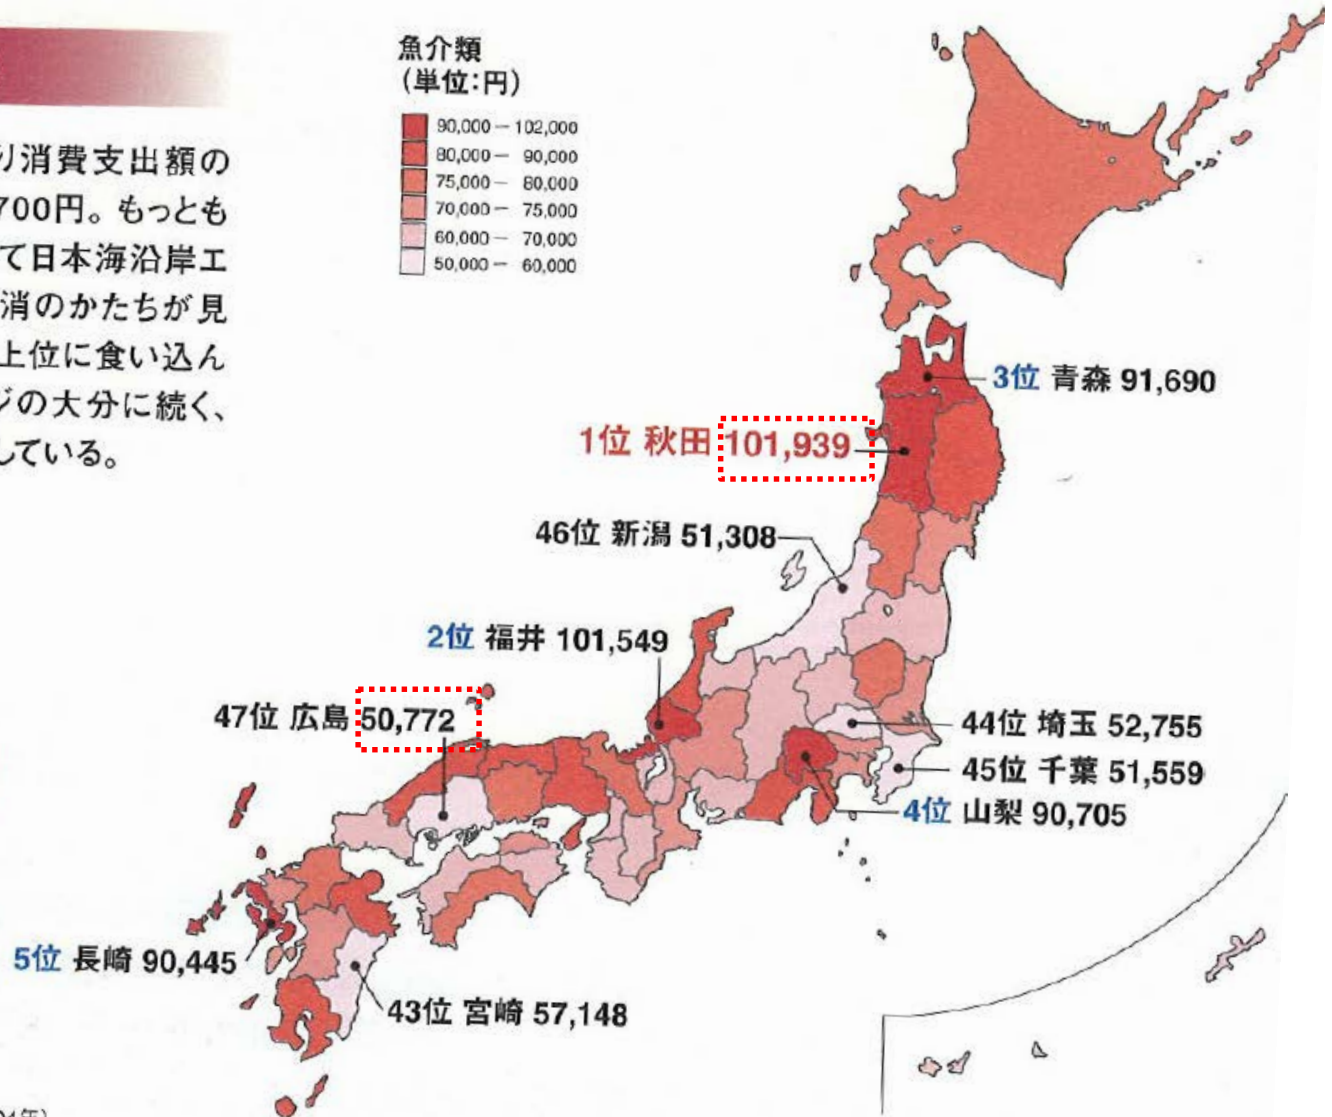 り消費支出額の
700円。もっとも
て日本海沿岸エ
消のかたちが見
上位に食い込ん
ジの大分に続く、
している。
魚介類
(単位:円)
90,000－102,000
80,000－ 90,000
75,000－ 80,000
70,000－ 75,000
60,000－ 70,000
50,000－ 60,000
3位 青森 91,690
1位 秋田 101,939
46位 新潟 51,308
2位 福井 101,549
47位 広島 50,772
44位 埼玉 52,755
45位 千葉 51,559
4位 山梨 90,705
5位 長崎 90,445
43位 宮崎 57,148